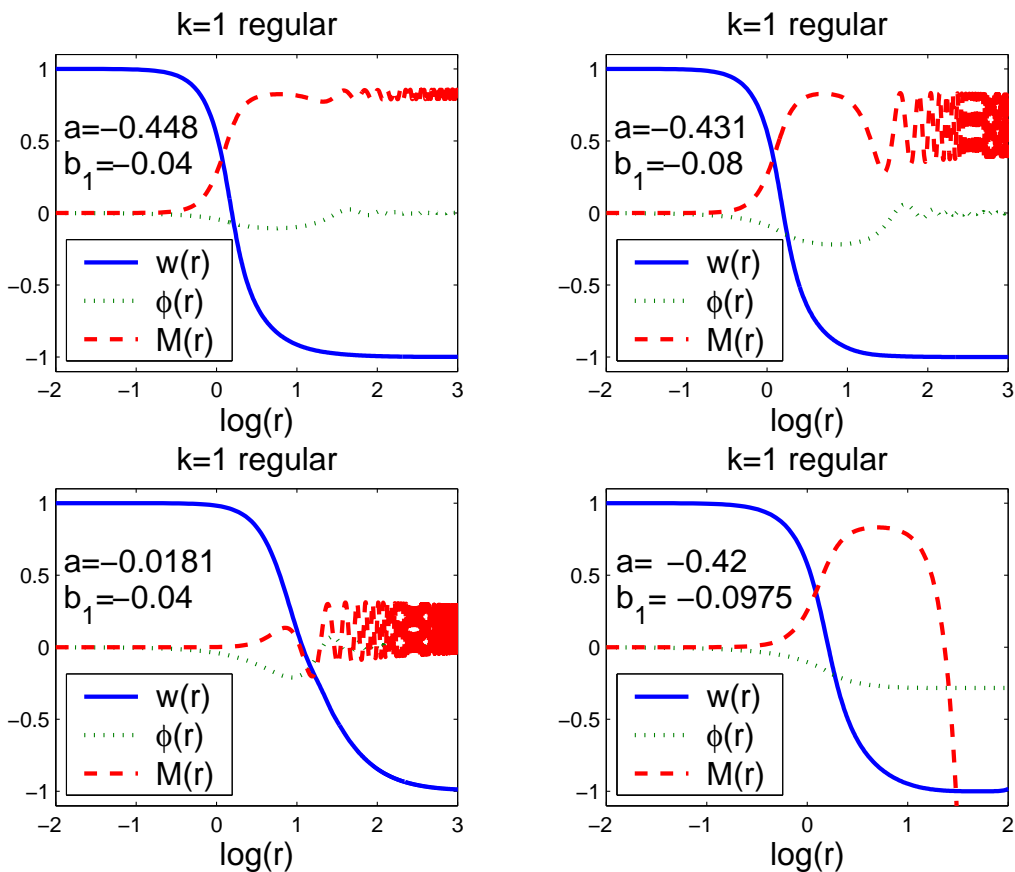 k=1 regular
1
0.5
0
−0.5
−1
a=−0.448
b1=−0.04
w(r)
ϕ(r)
M(r)
−2 −1 0 1 2 3
log(r)
k=1 regular
1
0.5
0
−0.5
−1
a=−0.431
b1=−0.08
w(r)
ϕ(r)
M(r)
−2 −1 0 1 2 3
log(r)
k=1 regular
1
0.5
0
−0.5
−1
a=−0.0181
b1=−0.04
w(r)
ϕ(r)
M(r)
−2 −1 0 1 2 3
log(r)
k=1 regular
1
0.5
0
−0.5
−1
a= −0.42
b1= −0.0975
w(r)
ϕ(r)
M(r)
−2 −1 0 1 2
log(r)